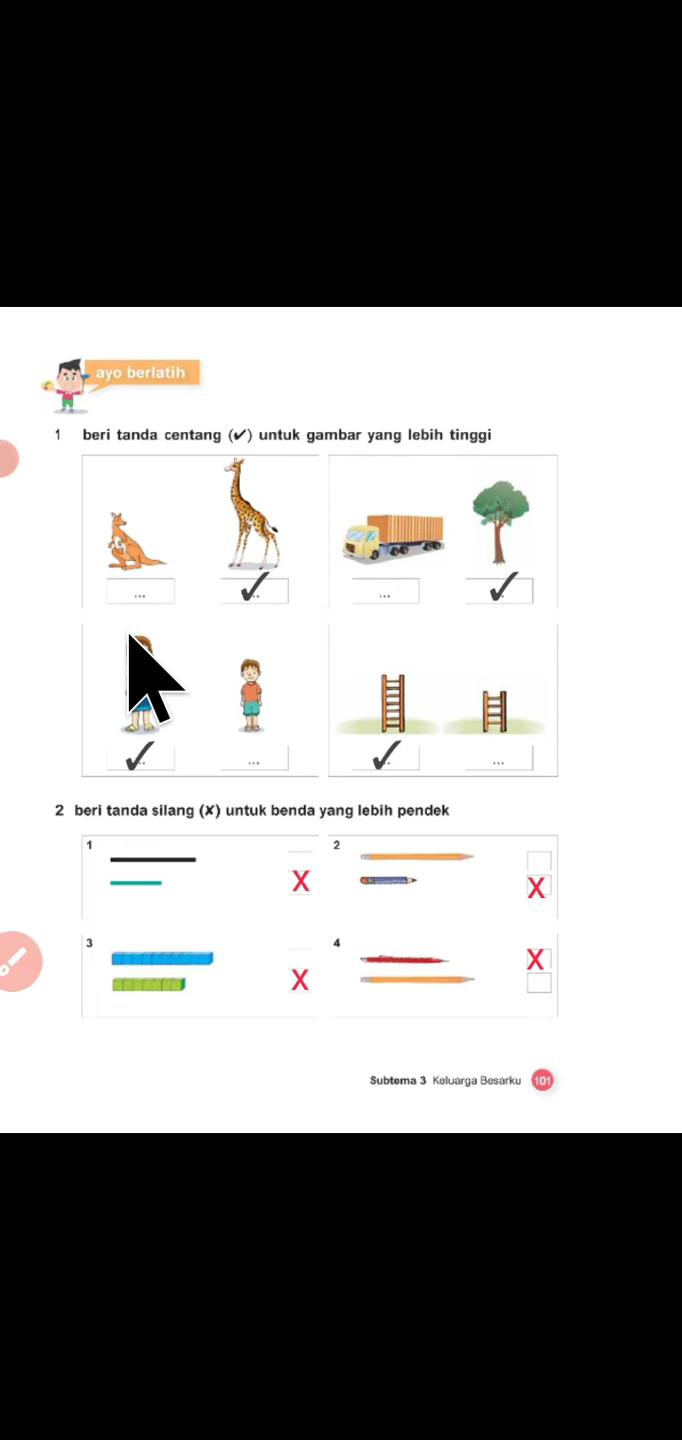 ayo berlatih
1 beri tanda centang (✔) untuk gambar yang lebih tinggi
... ...
... ...
2 beri tanda silang (✘) untuk benda yang lebih pendek
1 2
X X
3 4
X X
Subtema 3 Keluarga Besarku 101